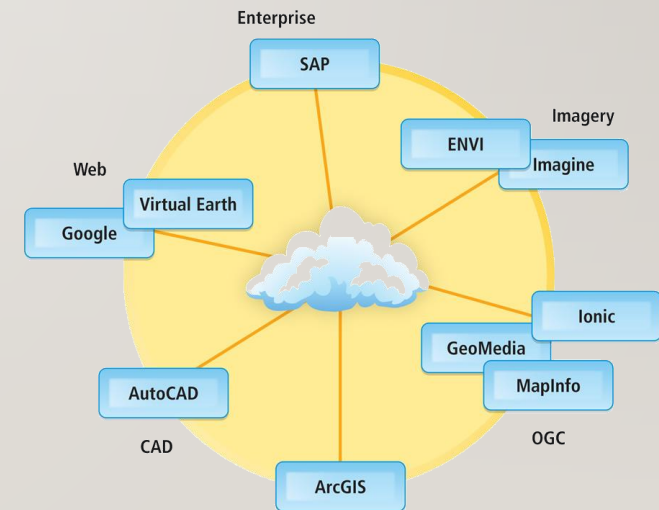 Enterprise
SAP
Imagery
ENVI
Imagine
Web
Virtual Earth
Google
Ionic
GeoMedia
MapInfo
OGC
AutoCAD
CAD
ArcGIS